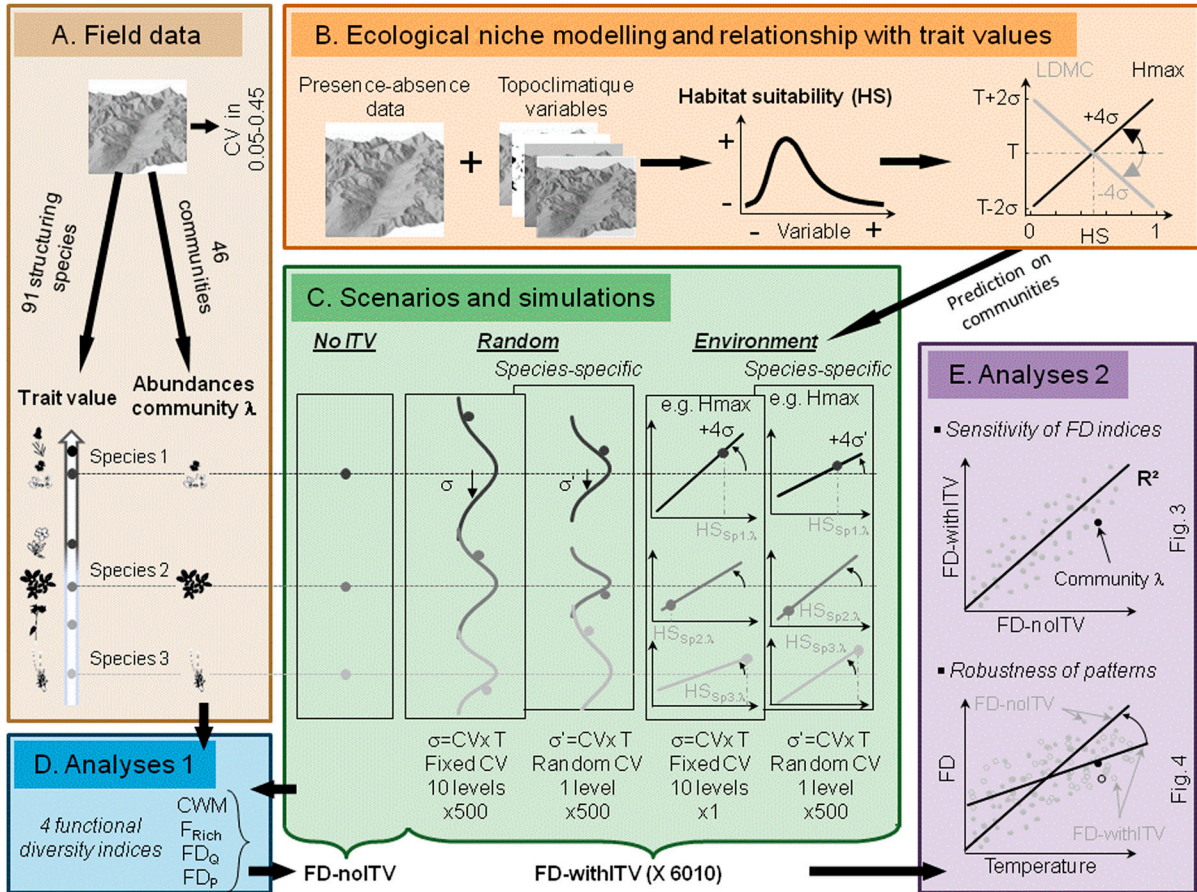 A. Field data
CV in
0.05-0.45
91 structuring
species
46
communities
Trait value
Abundances
community λ
Species 1
Species 2
Species 3
B. Ecological niche modelling and relationship with trait values
Presence-absence
data
+
Topoclimatique
variables
Habitat suitability (HS)
+
-
- Variable +
LDMC
Hmax
T+2σ
T
T-2σ
+4σ
-4σ
0
HS
1
Prediction on
communities
C. Scenarios and simulations
No ITV
Random
Environment
Species-specific
Species-specific
e.g. Hmax
e.g. Hmax
+4σ
+4σ'
σ
σ'
HSSp1.λ
HSSp1.λ
HSSp2.λ
HSSp2.λ
HSSp3.λ
HSSp3.λ
σ=CVx T
Fixed CV
10 levels
x500
σ'=CVx T
Random CV
1 level
x500
σ=CVx T
Fixed CV
10 levels
x1
σ'=CVx T
Random CV
1 level
x500
D. Analyses 1
4 functional
diversity indices
CWM
FRich
FDQ
FDP
FD-noITV
FD-withITV (X 6010)
E. Analyses 2
▪ Sensitivity of FD indices
FD-withITV
R²
Community λ
FD-noITV
Fig. 3
▪ Robustness of patterns
FD
FD-noITV
FD-withITV
Temperature
Fig. 4